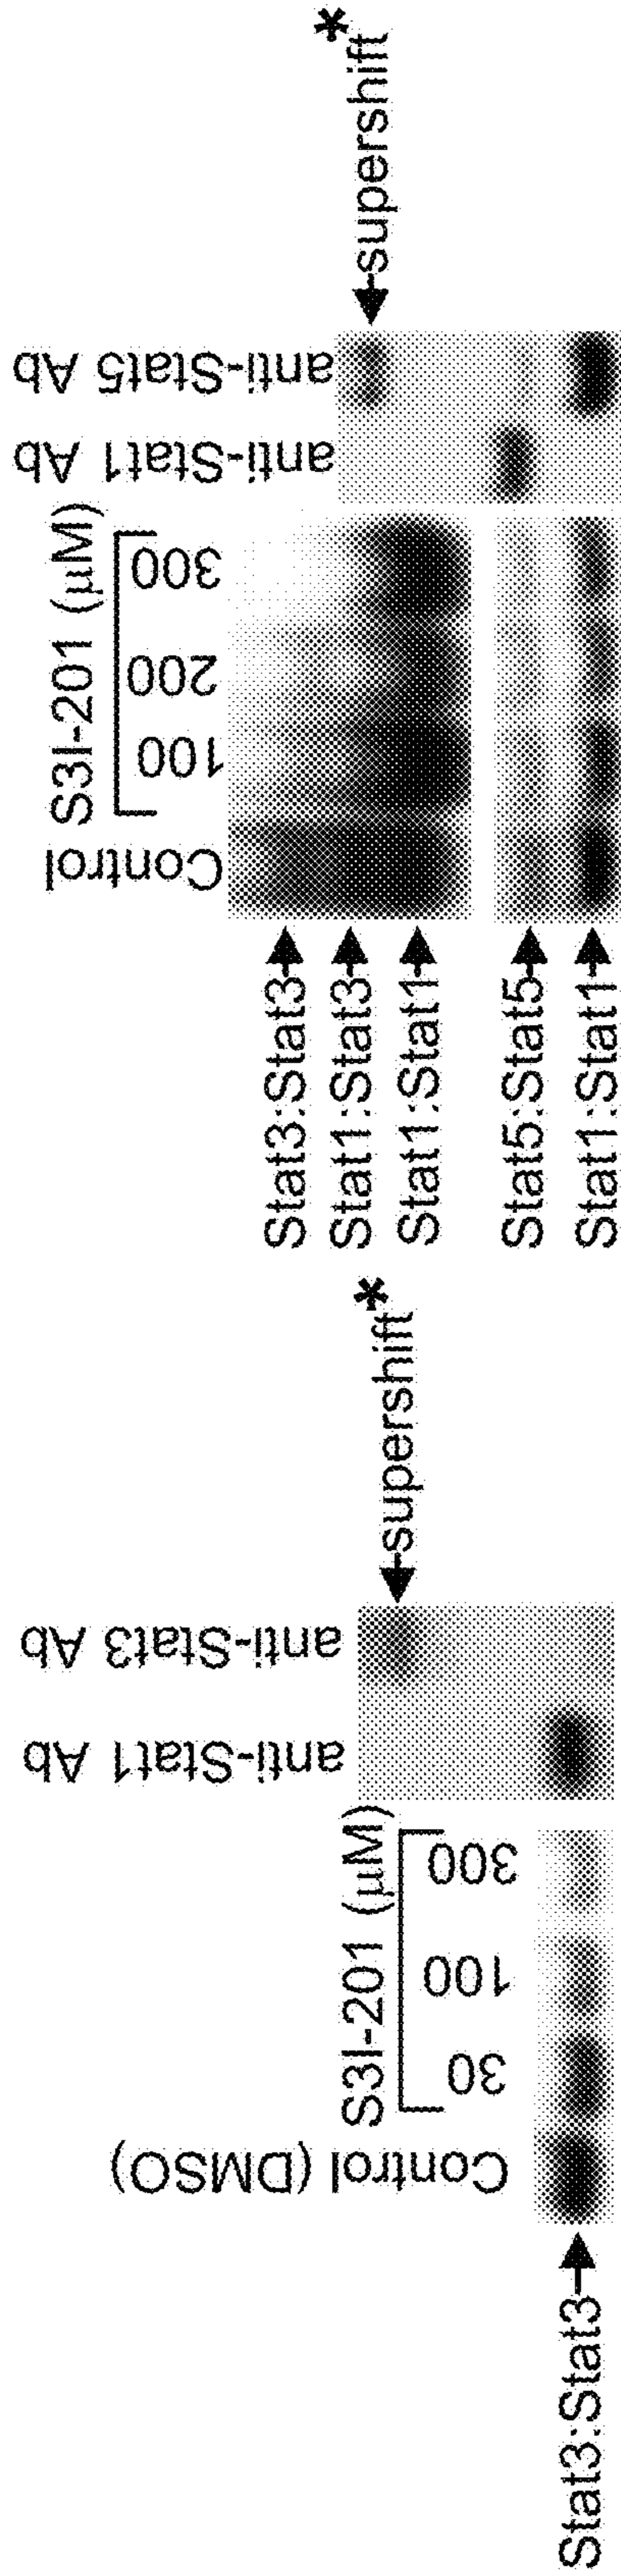 Control (DMSO)
S3I-201 (µM)
30
100
300
anti-Stat1 Ab
anti-Stat3 Ab
Stat3:Stat3
supershift
*
Control
S3I-201 (µM)
100
200
300
anti-Stat1 Ab
anti-Stat5 Ab
Stat3:Stat3
Stat1:Stat3
Stat1:Stat1
Stat5:Stat5
Stat1:Stat1
supershift
*